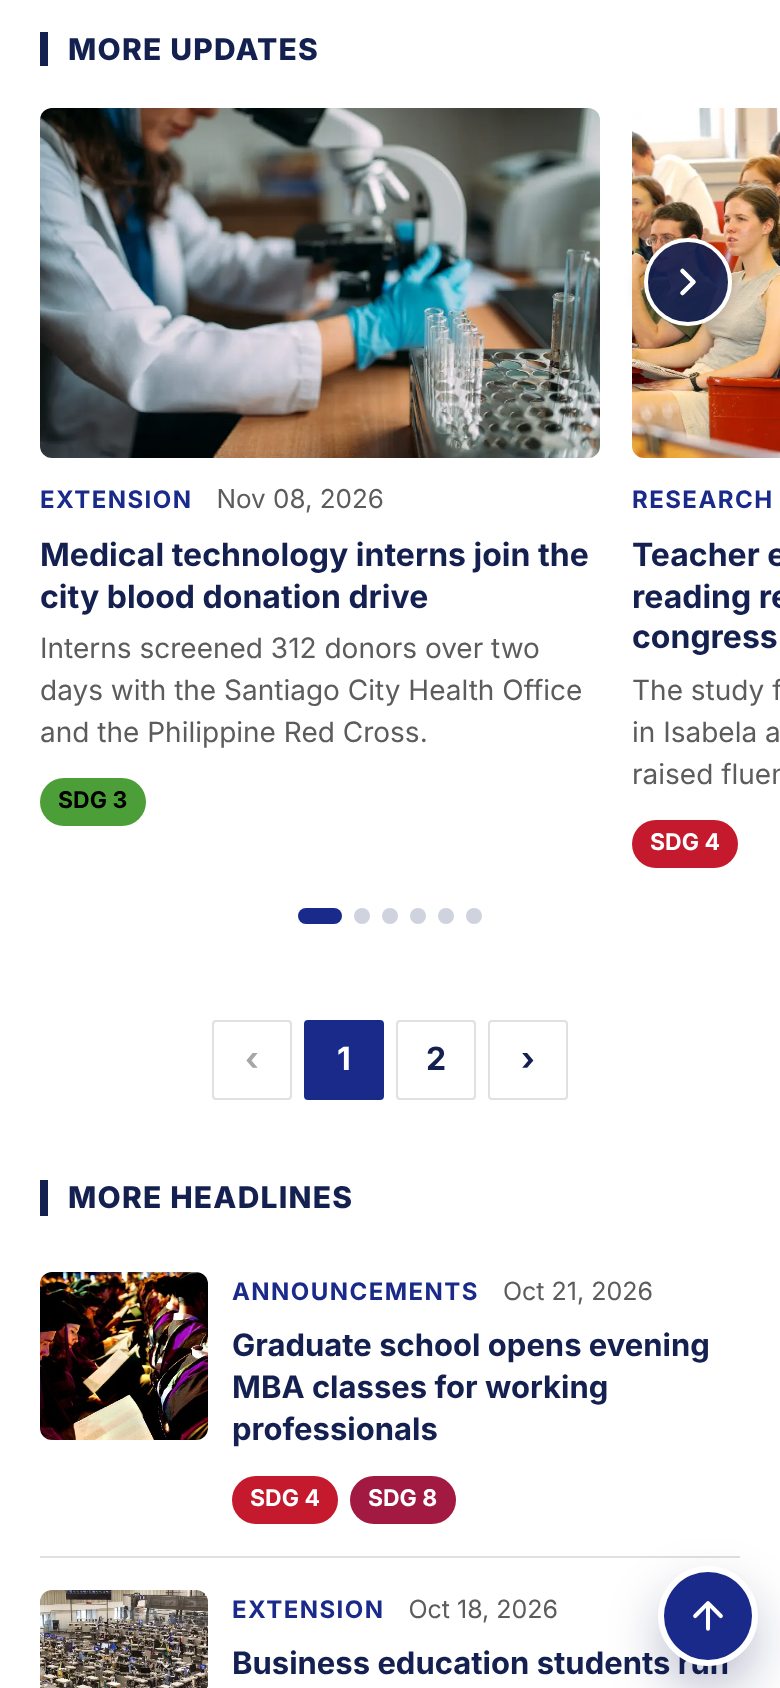 MORE UPDATES
EXTENSION Nov 08, 2026
Medical technology interns join the
city blood donation drive
Interns screened 312 donors over two
days with the Santiago City Health Office
and the Philippine Red Cross.
SDG 3
RESEARCH
Teacher e
reading re
congress
The study f
in Isabela a
raised fluen
SDG 4
‹ 1 2 ›
MORE HEADLINES
ANNOUNCEMENTS Oct 21, 2026
Graduate school opens evening
MBA classes for working
professionals
SDG 4 SDG 8
EXTENSION Oct 18, 2026
Business education students run